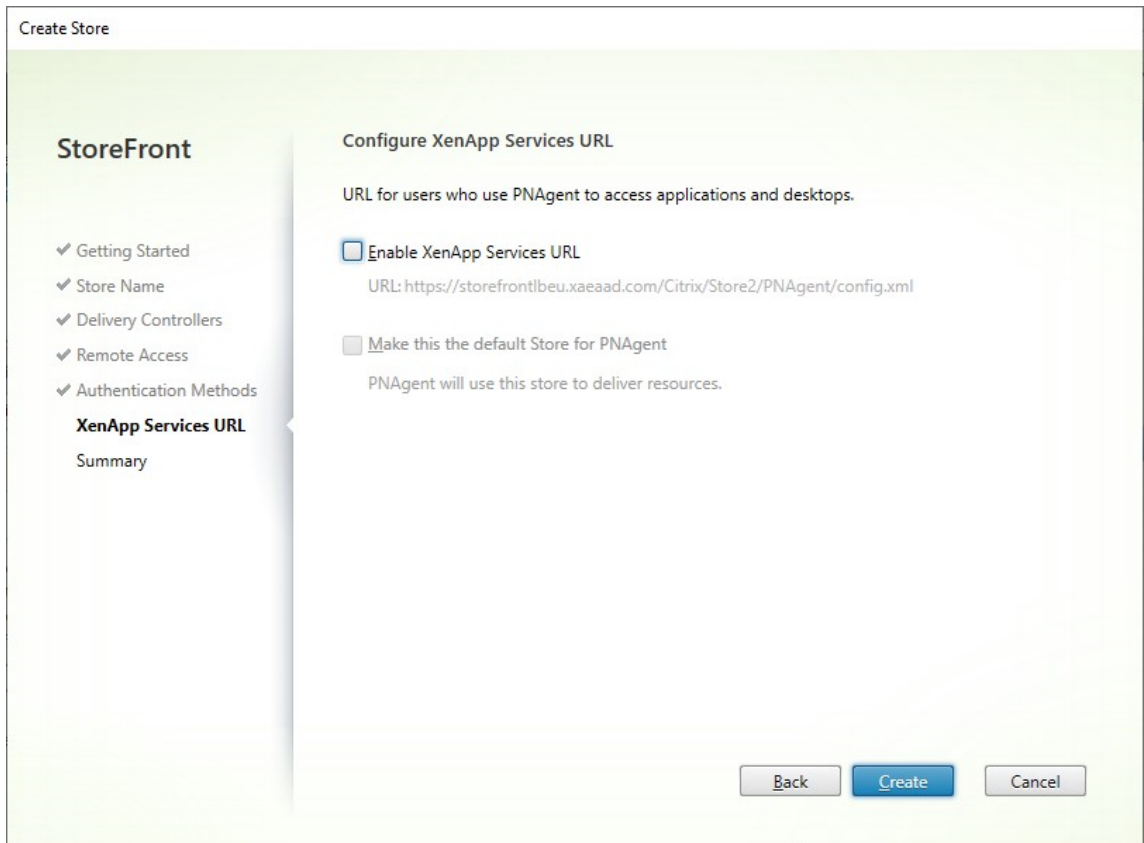 Create Store
StoreFront
Getting Started
Store Name
Delivery Controllers
Remote Access
Authentication Methods
XenApp Services URL
Summary
Configure XenApp Services URL
URL for users who use PNAgent to access applications and desktops.
Enable XenApp Services URL
URL: https://storefrontlbeu.xaeaad.com/Citrix/Store2/PNAgent/config.xml
Make this the default Store for PNAgent
PNAgent will use this store to deliver resources.
Back Create Cancel